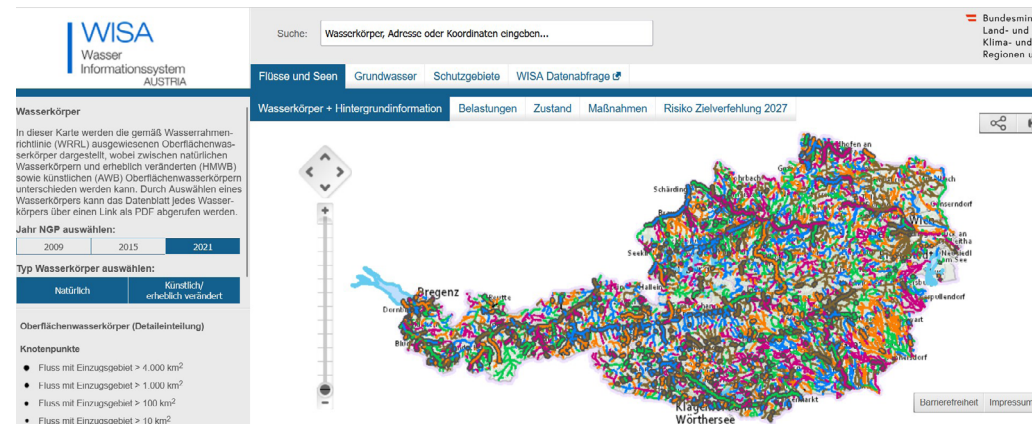 WISA
Wasser
Informationssystem
AUSTRIA
Suche:
Wasserkörper, Adresse oder Koordinaten eingeben...
Land- und
Regionen u
Flüsse und Seen Grundwasser Schutzgebiete WISA Datenabfrage
Wasserkörper + Hintergrundinformation Belastungen Zustand Maßnahmen Risiko Zielverfehlung 2027
Wasserkörper
In dieser Karte werden die gemäß Wasserrahmen-
richtlinie (WRRL) ausgewiesenen Oberflächenwas-
serkörper dargestellt, wobei zwischen natürlichen
Wasserkörpern und erheblich veränderten (HMWB)
sowie künstlichen (AWB) Oberflächenwasserkörpern
unterschieden werden kann. Durch Auswählen eines
Wasserkörpers kann das Datenblatt jedes Wasser-
körpers über einen Link als PDF abgerufen werden.
Jahr NGP auswählen:
2009 2015 2021
Typ Wasserkörper auswählen:
Natürlich
Künstlich/
erheblich verändert
Oberflächenwasserkörper (Detaileinteilung)
Knotenpunkte
Fluss mit Einzugsgebiet > 4.000 km²
Fluss mit Einzugsgebiet > 1.000 km²
Fluss mit Einzugsgebiet > 100 km²
Fluss mit Einzugsgebiet > 10 km²
Schärding
Wien
Bregenz
Hallein
Wörthersee
Barrierefreiheit Impressum